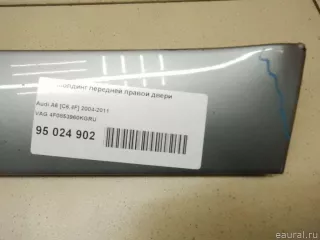 Молдинг передней правой двери
Audi A6 [C6,4F] 2004-2011
VAG 4F0853960KGRU
95 024 902
© eaural.ru